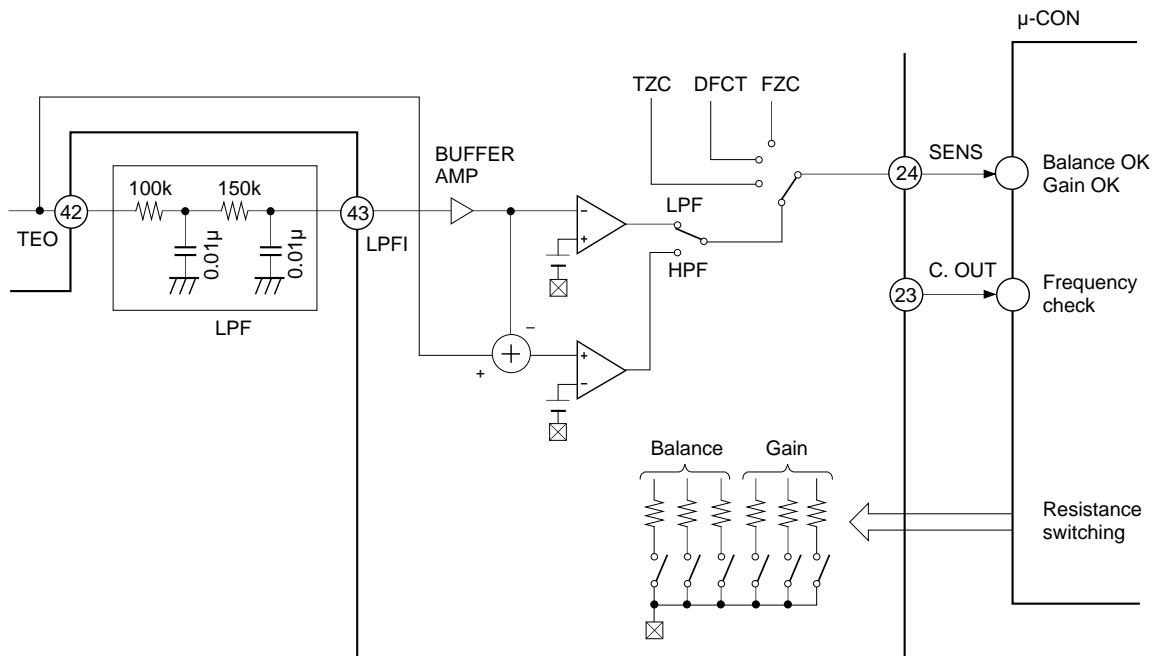 µ-CON
TZC DFCT FZC
BUFFER
AMP
24
SENS
Balance OK
Gain OK
100k 150k
42
43
TEO
LPFI
0.01µ
0.01µ
LPF
−
+
LPF
HPF
23
C. OUT
Frequency
check
−
+
+
+
−
Balance Gain
Resistance
switching